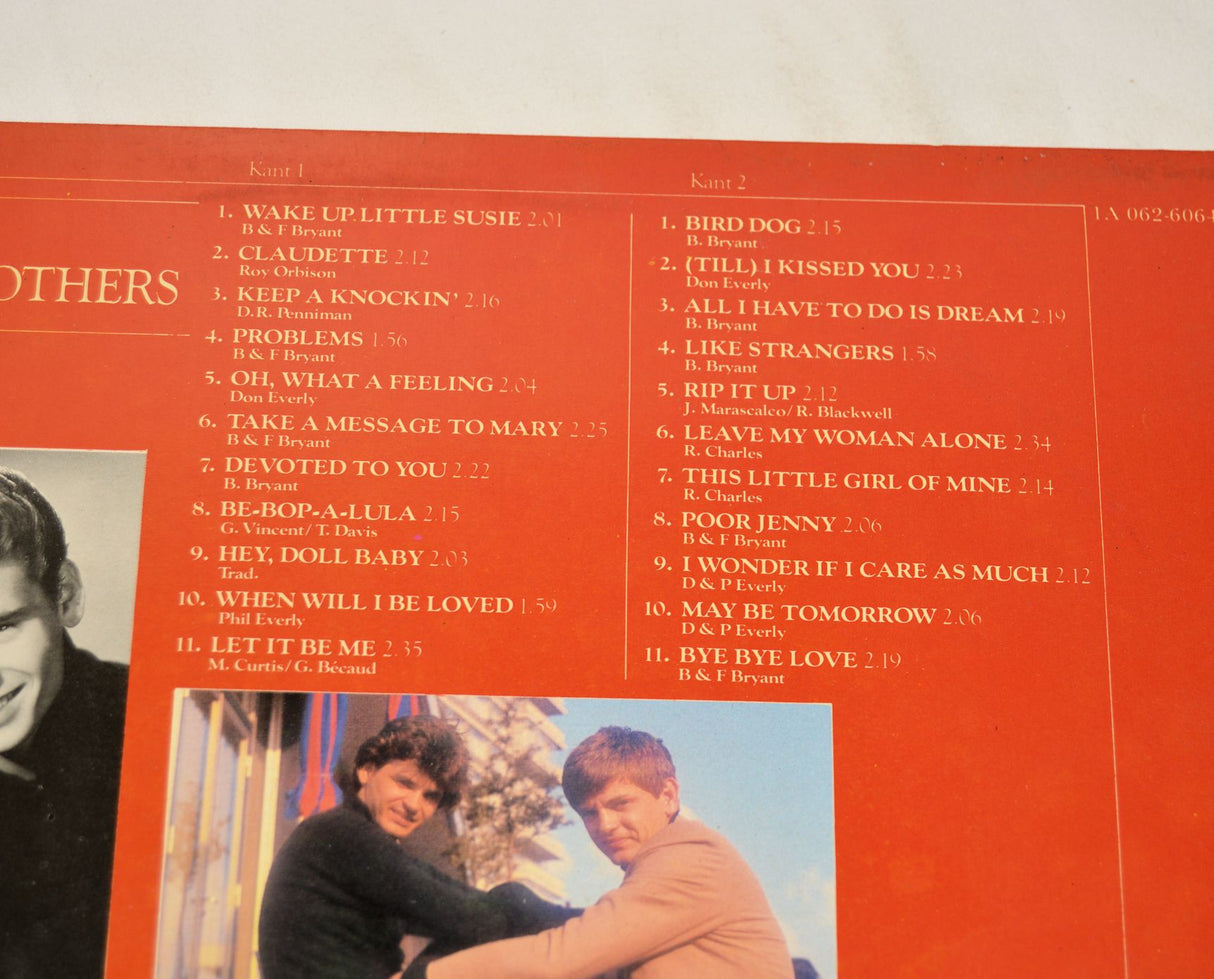 OTHERS
Kant 1
1. WAKE UP LITTLE SUSIE 2.01
B & F Bryant
2. CLAUDETTE 2.12
Roy Orbison
3. KEEP A KNOCKIN' 2.16
D.R. Penniman
4. PROBLEMS 1.56
B & F Bryant
5. OH, WHAT A FEELING 2.04
Don Everly
6. TAKE A MESSAGE TO MARY 2.25
B & F Bryant
7. DEVOTED TO YOU 2.22
B. Bryant
8. BE-BOP-A-LULA 2.15
G. Vincent/ T. Davis
9. HEY, DOLL BABY 2.03
Trad.
10. WHEN WILL I BE LOVED 1.59
Phil Everly
11. LET IT BE ME 2.35
M. Curtis/ G. Bécaud
Kant 2
1. BIRD DOG 2.15
B. Bryant
2. (TILL) I KISSED YOU 2.23
Don Everly
3. ALL I HAVE TO DO IS DREAM 2.19
B. Bryant
4. LIKE STRANGERS 1.58
B. Bryant
5. RIP IT UP 2.12
J. Marascalco/ R. Blackwell
6. LEAVE MY WOMAN ALONE 2.34
R. Charles
7. THIS LITTLE GIRL OF MINE 2.14
R. Charles
8. POOR JENNY 2.06
B & F Bryant
9. I WONDER IF I CARE AS MUCH 2.12
D & P Everly
10. MAY BE TOMORROW 2.06
D & P Everly
11. BYE BYE LOVE 2.19
B & F Bryant
062-606